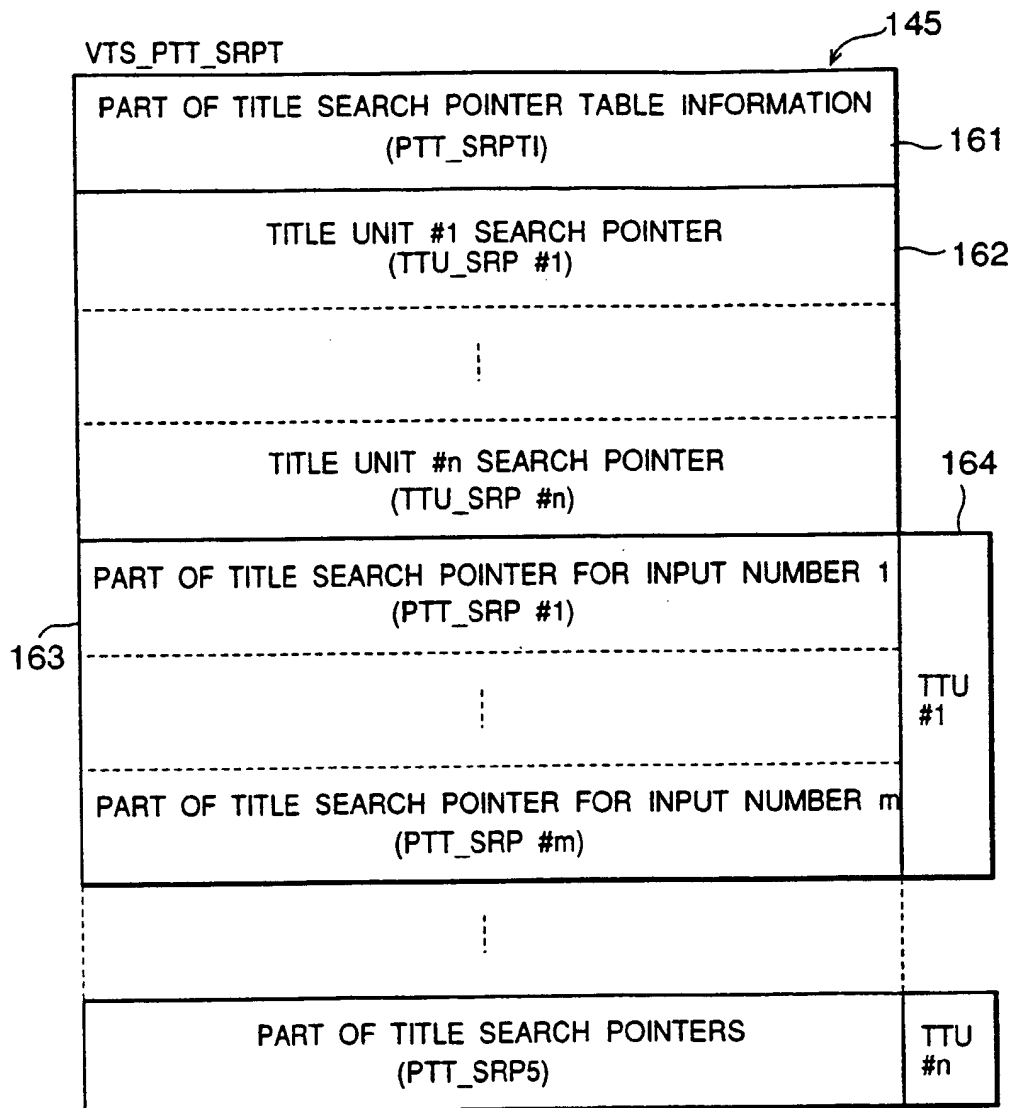 145
VTS_PTT_SRPT
PART OF TITLE SEARCH POINTER TABLE INFORMATION
(PTT_SRPTI)
161
TITLE UNIT #1 SEARCH POINTER
(TTU_SRP #1)
162
TITLE UNIT #n SEARCH POINTER
(TTU_SRP #n)
164
PART OF TITLE SEARCH POINTER FOR INPUT NUMBER 1
(PTT_SRP #1)
163
TTU
#1
PART OF TITLE SEARCH POINTER FOR INPUT NUMBER m
(PTT_SRP #m)
PART OF TITLE SEARCH POINTERS
(PTT_SRP5)
TTU
#n